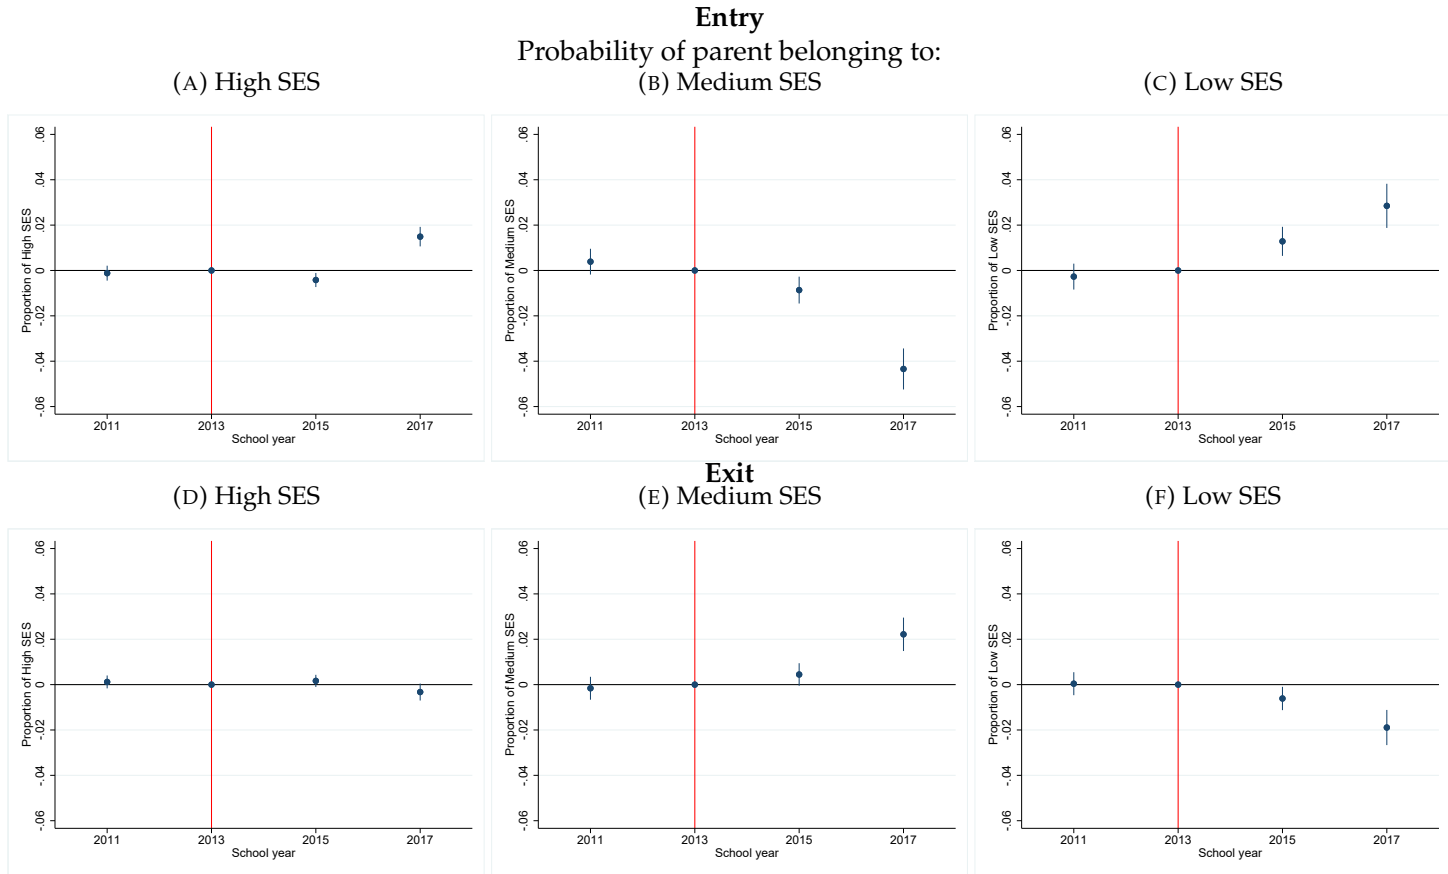 Entry
Probability of parent belonging to:
(A) High SES
(B) Medium SES
(C) Low SES
Proportion of High SES
.06
.04
.02
0
-.02
-.04
-.06
2011 2013 2015 2017
School year
Proportion of Medium SES
.06
.04
.02
0
-.02
-.04
-.06
2011 2013 2015 2017
School year
Proportion of Low SES
.06
.04
.02
0
-.02
-.04
-.06
2011 2013 2015 2017
School year
Exit
(D) High SES
(E) Medium SES
(F) Low SES
Proportion of High SES
.06
.04
.02
0
-.02
-.04
-.06
2011 2013 2015 2017
School year
Proportion of Medium SES
.06
.04
.02
0
-.02
-.04
-.06
2011 2013 2015 2017
School year
Proportion of Low SES
.06
.04
.02
0
-.02
-.04
-.06
2011 2013 2015 2017
School year